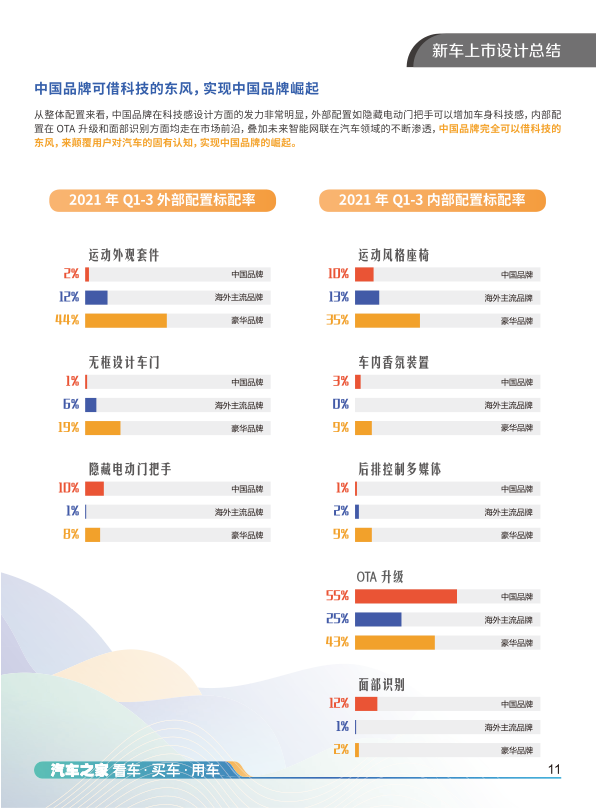 新车上市设计总结
中国品牌可借科技的东风，实现中国品牌崛起
从整体配置来看，中国品牌在科技感设计方面的发力非常明显，外部配置如隐藏电动门把手可以增加车身科技感，内部配
置在 OTA 升级和面部识别方面均走在市场前沿，叠加未来智能网联在汽车领域的不断渗透，中国品牌完全可以借科技的
东风，来颠覆用户对汽车的固有认知，实现中国品牌的崛起。
2021 年 Q1-3 外部配置标配率
运动外观套件
2% 中国品牌
12% 海外主流品牌
44% 豪华品牌
无框设计车门
1% 中国品牌
6% 海外主流品牌
19% 豪华品牌
隐藏电动门把手
10% 中国品牌
1% 海外主流品牌
8% 豪华品牌
2021 年 Q1-3 内部配置标配率
运动风格座椅
10% 中国品牌
13% 海外主流品牌
35% 豪华品牌
车内香氛装置
3% 中国品牌
0% 海外主流品牌
9% 豪华品牌
后排控制多媒体
1% 中国品牌
2% 海外主流品牌
9% 豪华品牌
OTA 升级
55% 中国品牌
25% 海外主流品牌
43% 豪华品牌
面部识别
12% 中国品牌
1% 海外主流品牌
2% 豪华品牌
汽车之家 看车·买车·用车
11